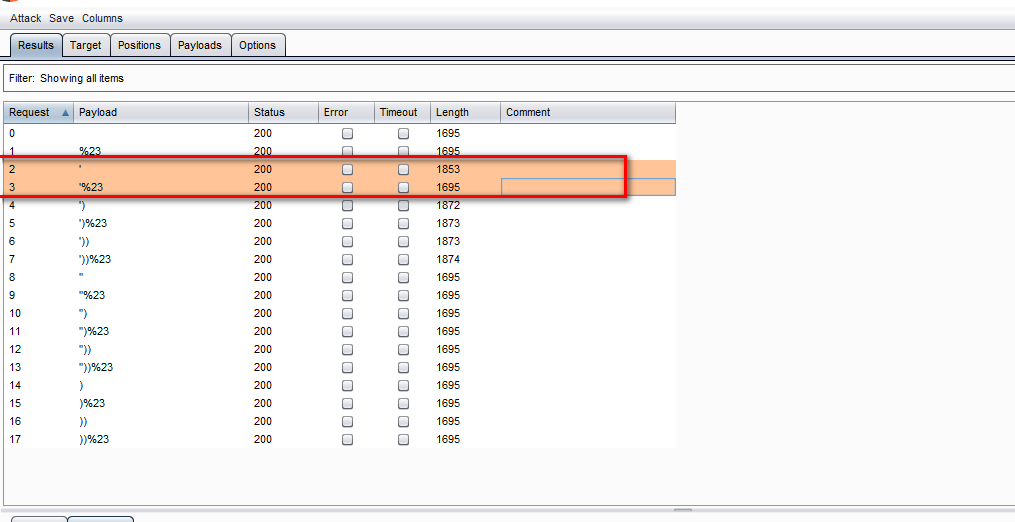 Attack Save Columns
Results Target Positions Payloads Options
Filter: Showing all items
Request Payload Status Error Timeout Length Comment
0 200 1695
1 %23 200 1695
2 ' 200 1853
3 '%23 200 1695
4 ') 200 1872
5 ')%23 200 1873
6 ')) 200 1873
7 '))%23 200 1874
8 " 200 1695
9 "%23 200 1695
10 ") 200 1695
11 ")%23 200 1695
12 ")) 200 1695
13 "))%23 200 1695
14 ) 200 1695
15 )%23 200 1695
16 )) 200 1695
17 ))%23 200 1695